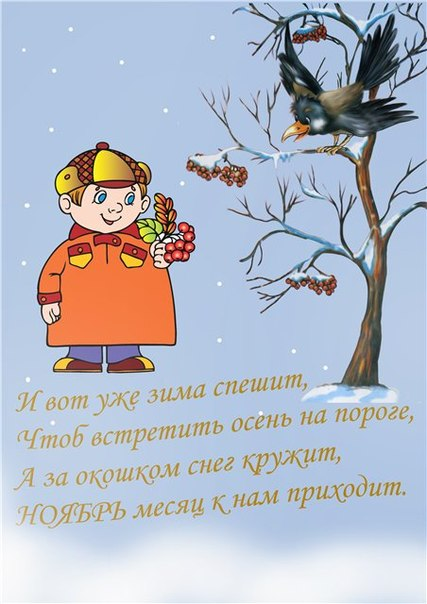 И вот уже зима спешит,
Чтоб встретить осень на пороге,
А за окошком снег кружит,
НОЯБРЬ месяц к нам приходит.